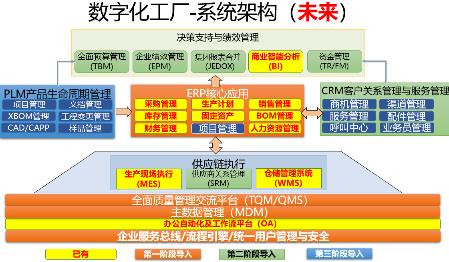 数字化工厂-系统架构（未来）
决策支持与绩效管理
全面预算管理 企业绩效管理 集团报表合并 商业智能分析 资金管理
(TBM) (EPM) (JEDOX) (BI) (TR/FM)
PLM产品生命周期管理
项目管理 文档管理
XBOM管理 工程变更管理
CAD/CAPP 样品管理
ERP核心应用
采购管理 生产计划 销售管理
库存管理 固定资产 BOM管理
财务管理 项目管理 人力资源管理
CRM客户关系管理与服务管理
商机管理 渠道管理
服务管理 配件管理
呼叫中心 业务员管理
供应链执行
生产现场执行 供应商关系管理 仓储管理系统
(MES) (SRM) (WMS)
全面质量管理交流平台（TQM/QMS）
主数据管理（MDM）
办公自动化及工作流平台（OA）
企业服务总线/流程引擎/统一用户管理与安全
已有 第一阶段导入 第二阶段导入 第三阶段导入